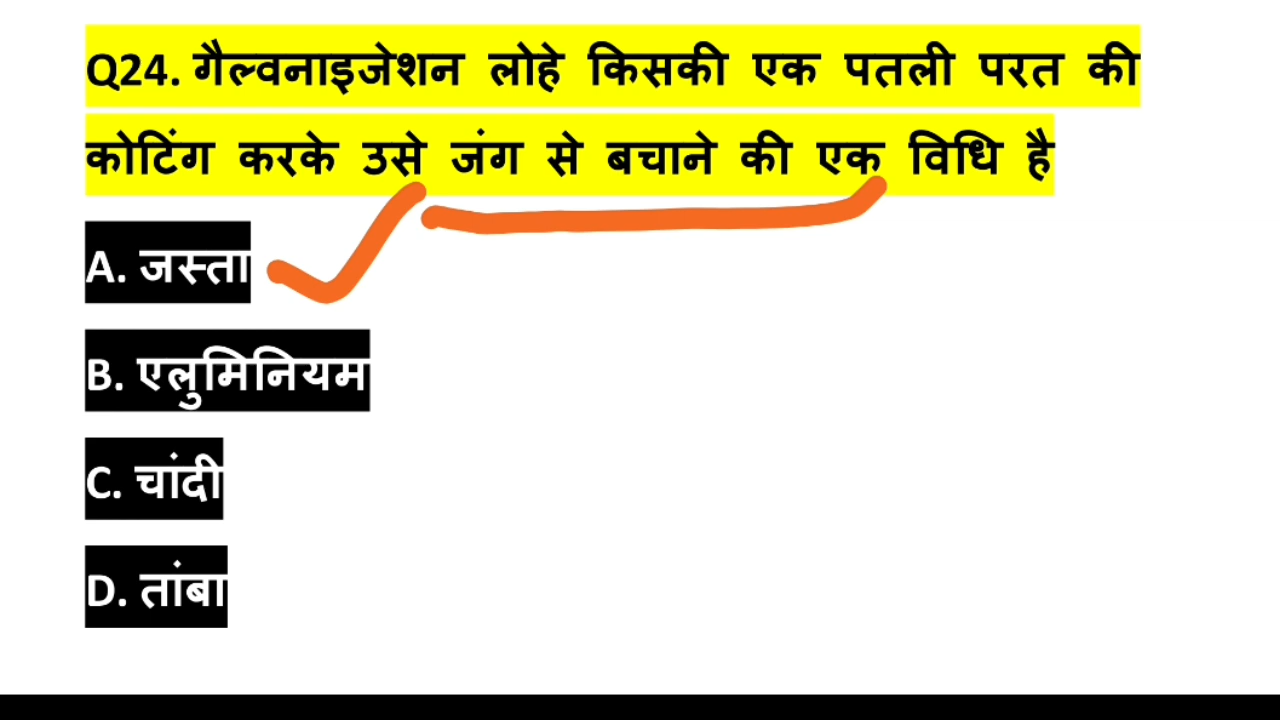 Q24. गैल्वनाइजेशन लोहे किसकी एक पतली परत की
कोटिंग करके उसे जंग से बचाने की एक विधि है
A. जस्ता
B. एलुमिनियम
C. चांदी
D. तांबा